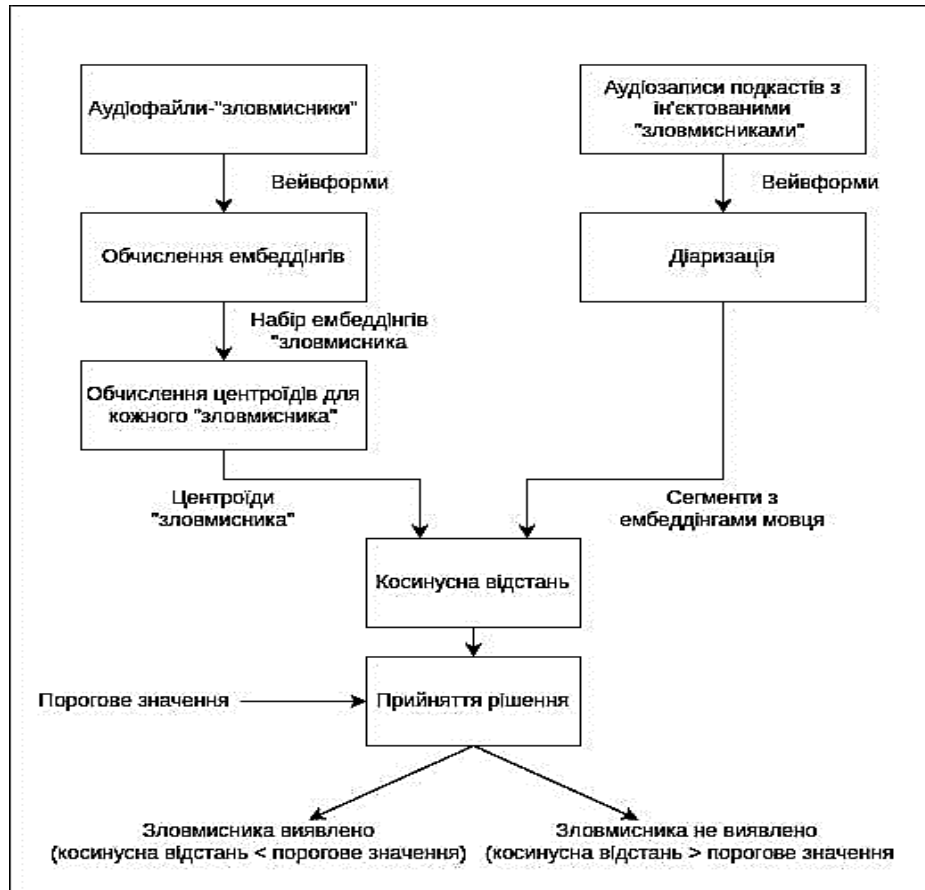 Аудіофайли-"зловмисники"
Аудіозаписи подкастів з
ін'єктованими
"зловмисниками"
Вейвформи
Вейвформи
Обчислення ембеддінгів
Діаризація
Набір ембеддінгів
"зловмисника
Обчислення центроїдів для
кожного "зловмисника"
Центроїди
"зловмисника"
Сегменти з
ембеддінгами мовця
Косинусна відстань
Порогове значення
Прийняття рішення
Зловмисника виявлено
(косинусна відстань < порогове значення)
Зловмисника не виявлено
(косинусна відстань > порогове значення